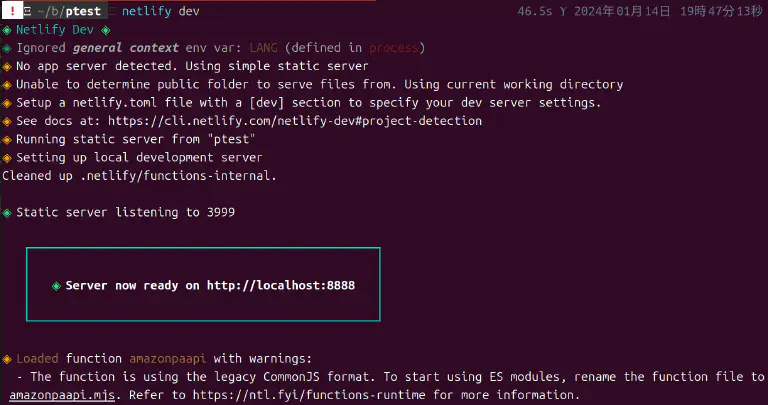 ! ~/b/ptest netlify dev 46.5s Y 2024年01月14日 19時47分13秒
◈ Netlify Dev ◈
◈ Ignored general context env var: LANG (defined in process)
◈ No app server detected. Using simple static server
◈ Unable to determine public folder to serve files from. Using current working directory
◈ Setup a netlify.toml file with a [dev] section to specify your dev server settings.
◈ See docs at: https://cli.netlify.com/netlify-dev#project-detection
◈ Running static server from "ptest"
◈ Setting up local development server
Cleaned up .netlify/functions-internal.
◈ Static server listening to 3999
◈ Server now ready on http://localhost:8888
◈ Loaded function amazonpaapi with warnings:
- The function is using the legacy CommonJS format. To start using ES modules, rename the function file to
amazonpaapi.mjs. Refer to https://ntl.fyi/functions-runtime for more information.